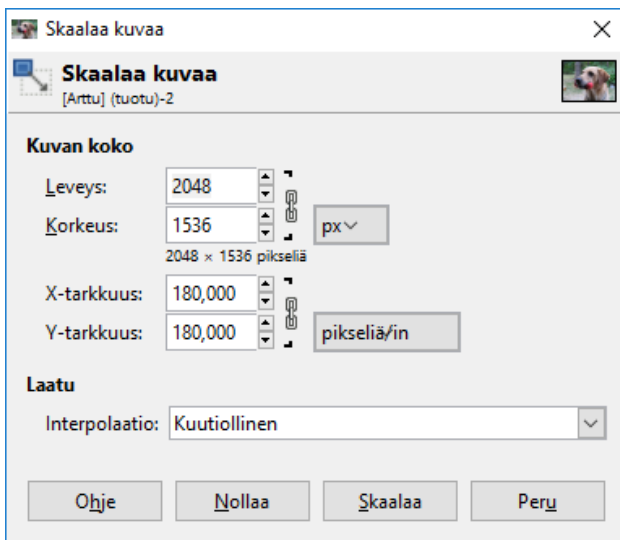 Skaalaa kuvaa
Skaalaa kuvaa
[Arttu] (tuotu)-2
Kuvan koko
Leveys: 2048
Korkeus: 1536 px
2048 × 1536 pikseliä
X-tarkkuus: 180,000
Y-tarkkuus: 180,000 pikseliä/in
Laatu
Interpolaatio: Kuutiollinen
Ohje Nollaa Skaalaa Peru